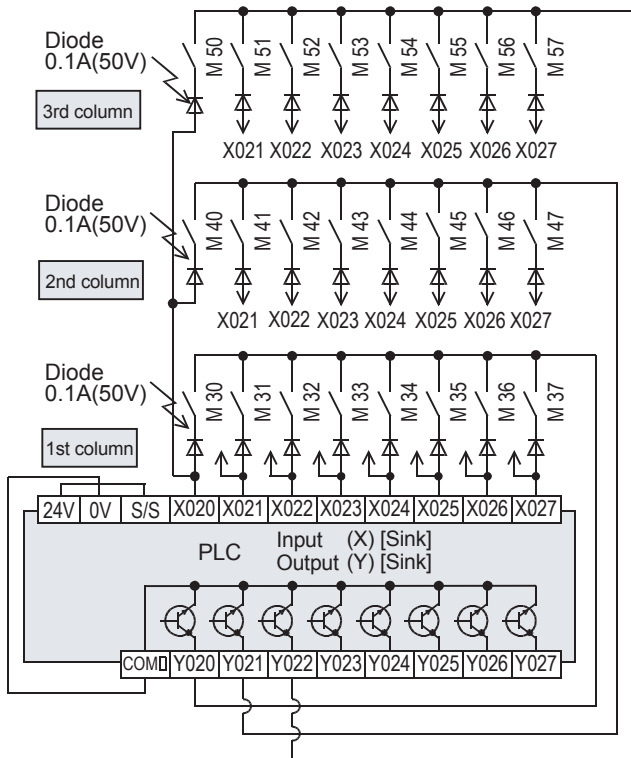 Diode
0.1A(50V)
3rd column
M 50 M 51 M 52 M 53 M 54 M 55 M 56 M 57
X021 X022 X023 X024 X025 X026 X027
Diode
0.1A(50V)
2nd column
M 40 M 41 M 42 M 43 M 44 M 45 M 46 M 47
X021 X022 X023 X024 X025 X026 X027
Diode
0.1A(50V)
1st column
M 30 M 31 M 32 M 33 M 34 M 35 M 36 M 37
24V 0V S/S X020 X021 X022 X023 X024 X025 X026 X027
PLC
Input (X) [Sink]
Output (Y) [Sink]
COM▯ Y020 Y021 Y022 Y023 Y024 Y025 Y026 Y027